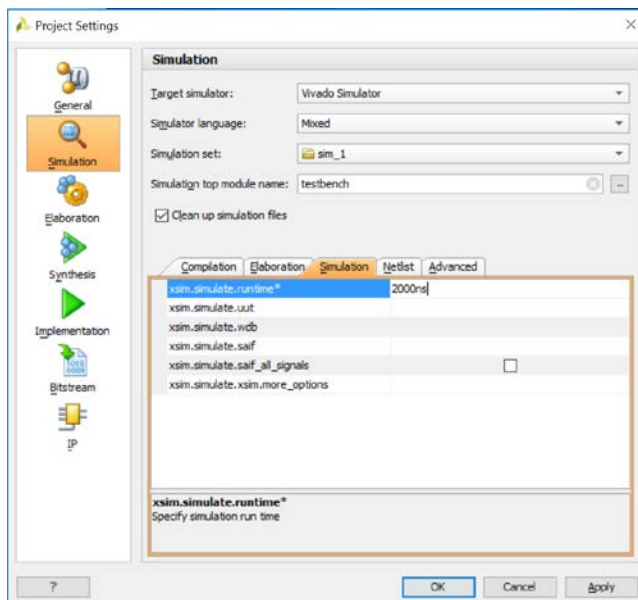 Project Settings
General
Simulation
Elaboration
Synthesis
Implementation
Bitstream
IP
Simulation
Target simulator: Vivado Simulator
Simulator language: Mixed
Simulation set: sim_1
Simulation top module name: testbench
Clean up simulation files
Compilation Elaboration Simulation Netlist Advanced
xsim.simulate.runtime* 2000ns
xsim.simulate.uut
xsim.simulate.wdb
xsim.simulate.saif
xsim.simulate.saif_all_signals
xsim.simulate.xsim.more_options
xsim.simulate.runtime*
Specify simulation run time
? OK Cancel Apply